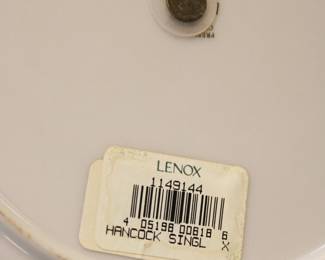 LENOX
1149144
4 05198 00818 6
HANCOCK SINGL X